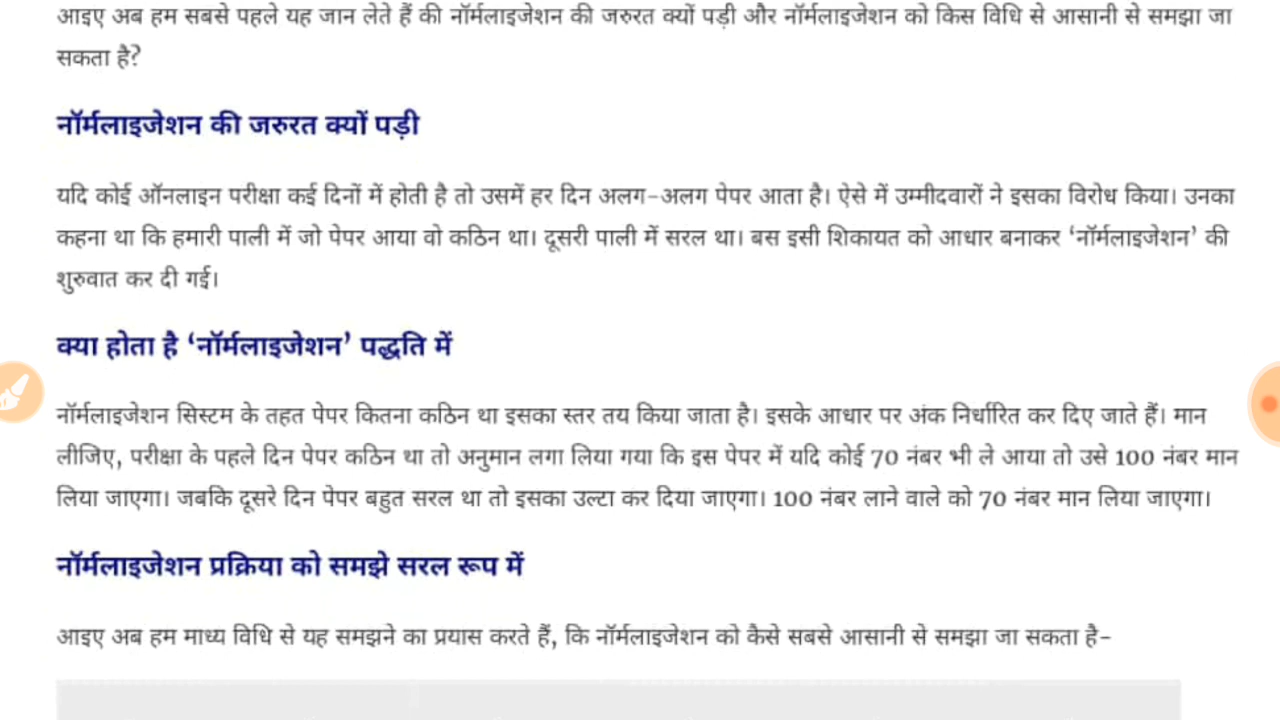 आइए अब हम सबसे पहले यह जान लेते हैं की नॉर्मलाइजेशन की जरुरत क्यों पड़ी और नॉर्मलाइजेशन को किस विधि से आसानी से समझा जा
सकता है?
नॉर्मलाइजेशन की जरुरत क्यों पड़ी
यदि कोई ऑनलाइन परीक्षा कई दिनों में होती है तो उसमें हर दिन अलग-अलग पेपर आता है। ऐसे में उम्मीदवारों ने इसका विरोध किया। उनका
कहना था कि हमारी पाली में जो पेपर आया वो कठिन था। दूसरी पाली में सरल था। बस इसी शिकायत को आधार बनाकर ‘नॉर्मलाइजेशन’ की
शुरुवात कर दी गई।
क्या होता है ‘नॉर्मलाइजेशन’ पद्धति में
नॉर्मलाइजेशन सिस्टम के तहत पेपर कितना कठिन था इसका स्तर तय किया जाता है। इसके आधार पर अंक निर्धारित कर दिए जाते हैं। मान
लीजिए, परीक्षा के पहले दिन पेपर कठिन था तो अनुमान लगा लिया गया कि इस पेपर में यदि कोई 70 नंबर भी ले आया तो उसे 100 नंबर मान
लिया जाएगा। जबकि दूसरे दिन पेपर बहुत सरल था तो इसका उल्टा कर दिया जाएगा। 100 नंबर लाने वाले को 70 नंबर मान लिया जाएगा।
नॉर्मलाइजेशन प्रक्रिया को समझे सरल रूप में
आइए अब हम माध्य विधि से यह समझने का प्रयास करते हैं, कि नॉर्मलाइजेशन को कैसे सबसे आसानी से समझा जा सकता है-